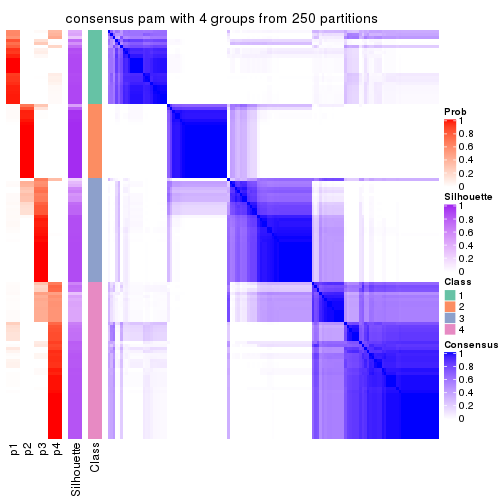 consensus pam with 4 groups from 250 partitions
Prob
1
0.8
0.6
0.4
0.2
0
Silhouette
1
0.8
0.6
0.4
0.2
0
Class
1
2
3
4
Consensus
1
0.8
0.6
0.4
0.2
0
p1
p2
p3
p4
Silhouette
Class